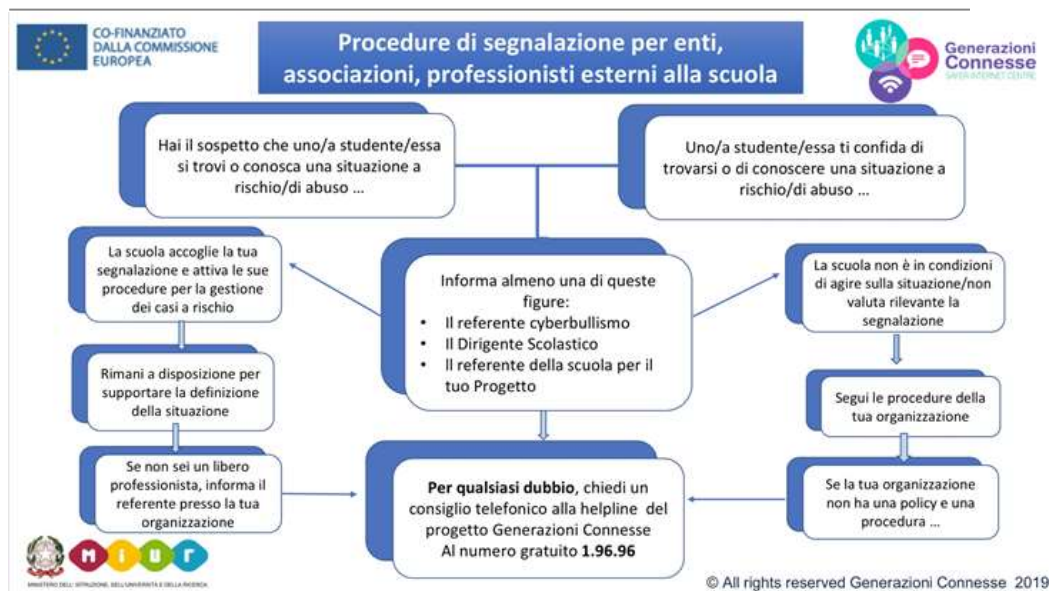 CO-FINANZIATO
DALLA COMMISSIONE
EUROPEA
Procedure di segnalazione per enti,
associazioni, professionisti esterni alla scuola
Generazioni
Connesse
SAFER INTERNET CENTRE
Hai il sospetto che uno/a studente/essa
si trovi o conosca una situazione a
rischio/di abuso ...
Uno/a studente/essa ti confida di
trovarsi o di conoscere una situazione a
rischio/di abuso ...
La scuola accoglie la tua
segnalazione e attiva le sue
procedure per la gestione
dei casi a rischio
Informa almeno una di queste
figure:
• Il referente cyberbullismo
• Il Dirigente Scolastico
• Il referente della scuola per il
tuo Progetto
La scuola non è in condizioni
di agire sulla situazione/non
valuta rilevante la
segnalazione
Rimani a disposizione per
supportare la definizione
della situazione
Segui le procedure della
tua organizzazione
Se non sei un libero
professionista, informa il
referente presso la tua
organizzazione
Per qualsiasi dubbio, chiedi un
consiglio telefonico alla helpline del
progetto Generazioni Connesse
Al numero gratuito 1.96.96
Se la tua organizzazione
non ha una policy e una
procedura ...
MIUR
MINISTERO DELL' ISTRUZIONE, DELL'UNIVERSITÀ E DELLA RICERCA
© All rights reserved Generazioni Connesse 2019